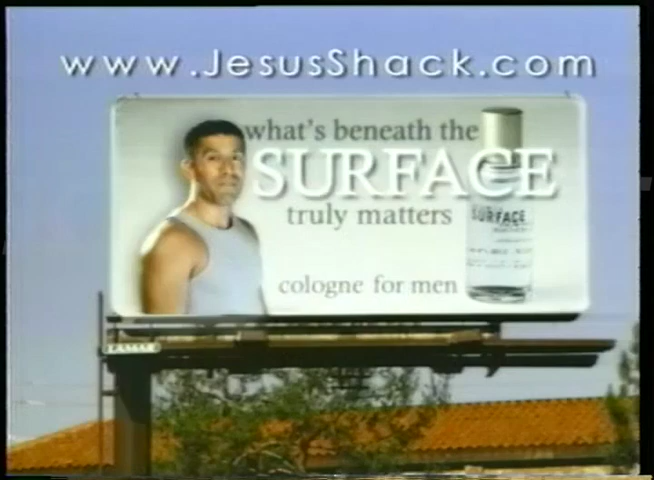 www.JesusShack.com
what's beneath the
SURFACE
truly matters
SURFACE
cologne for men